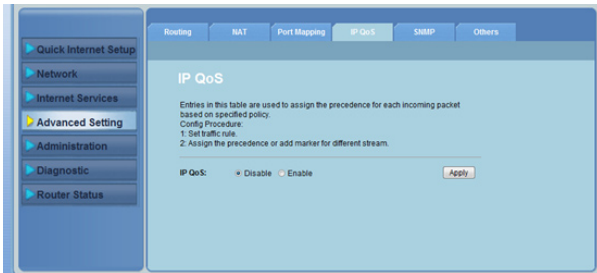 Routing NAT Port Mapping IP QoS SNMP Others
Quick Internet Setup
Network
Internet Services
Advanced Setting
Administration
Diagnostic
Router Status
IP QoS
Entries in this table are used to assign the precedence for each incoming packet
based on specified policy.
Config Procedure:
1: Set traffic rule.
2: Assign the precedence or add marker for different stream.
IP QoS: Disable Enable Apply